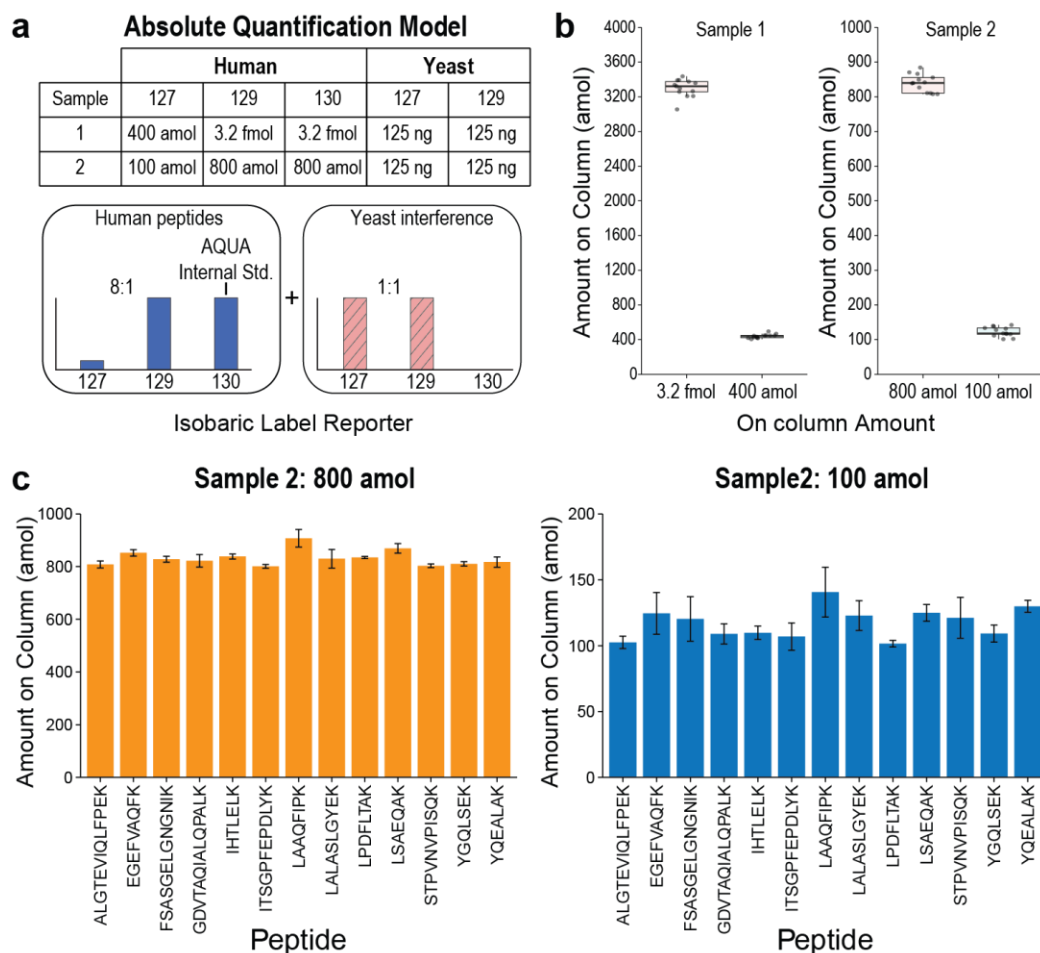 a
Absolute Quantification Model
Human Yeast
Sample 127 129 130 127 129
1 400 amol 3.2 fmol 3.2 fmol 125 ng 125 ng
2 100 amol 800 amol 800 amol 125 ng 125 ng
Human peptides
AQUA
Internal Std.
8:1
127 129 130
+
Yeast interference
1:1
127 129 130
Isobaric Label Reporter
b
Sample 1
Amount on Column (amol)
4000
3600
3200
2800
2400
2000
1600
1200
800
400
0
3.2 fmol 400 amol
Sample 2
Amount on Column (amol)
1000
900
800
700
600
500
400
300
200
100
0
800 amol 100 amol
On column Amount
c
Sample 2: 800 amol
Amount on Column (amol)
1000
800
600
400
200
0
ALGTEVIQLFPEK
EGEFVAQFK
FSASGELGNGNIK
GDVTAQIALQPALK
IHTLELK
ITSGPFEPDLYK
LAAQFIPK
LALASLGYEK
LPDFLTAK
LSAEQAK
STPVNVPISQK
YGQLSEK
YQEALAK
Peptide
Sample2: 100 amol
Amount on Column (amol)
200
150
100
50
0
ALGTEVIQLFPEK
EGEFVAQFK
FSASGELGNGNIK
GDVTAQIALQPALK
IHTLELK
ITSGPFEPDLYK
LAAQFIPK
LALASLGYEK
LPDFLTAK
LSAEQAK
STPVNVPISQK
YGQLSEK
YQEALAK
Peptide